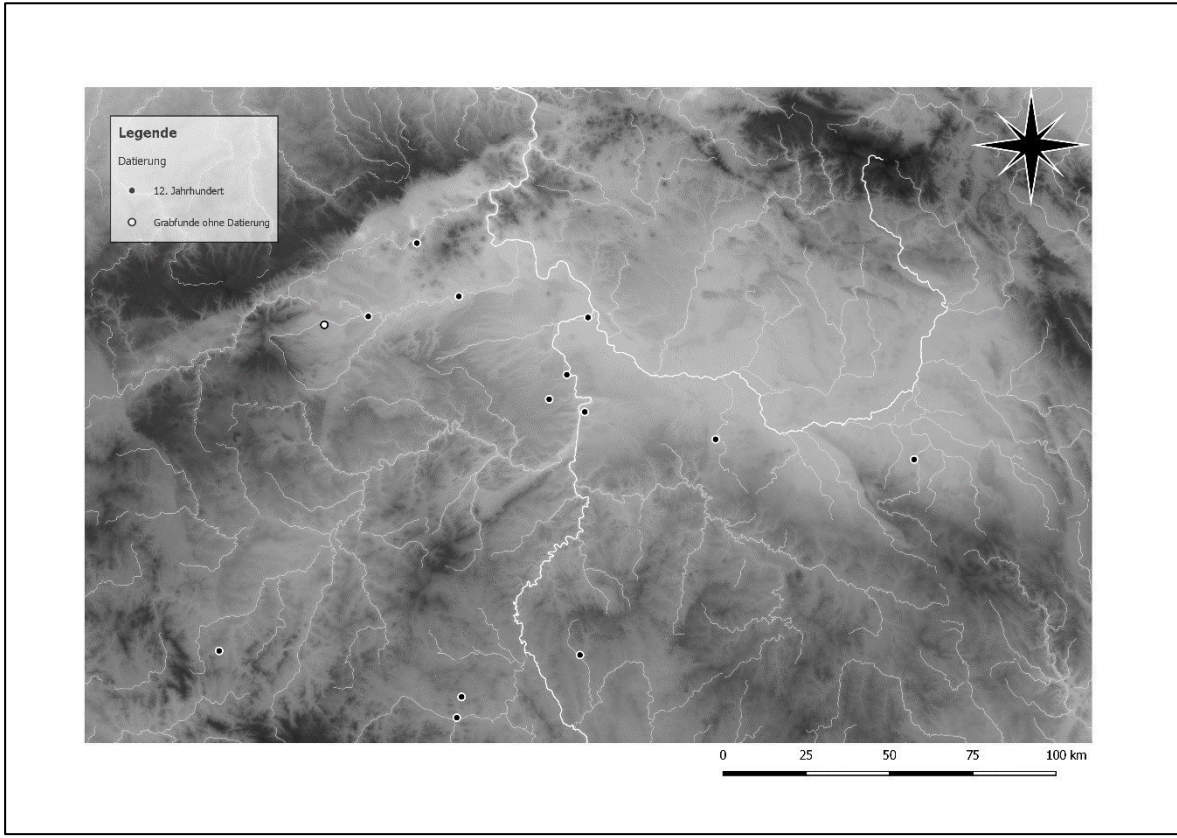 Legende
Datierung
12. Jahrhundert
Grabfunde ohne Datierung
0 25 50 75 100 km